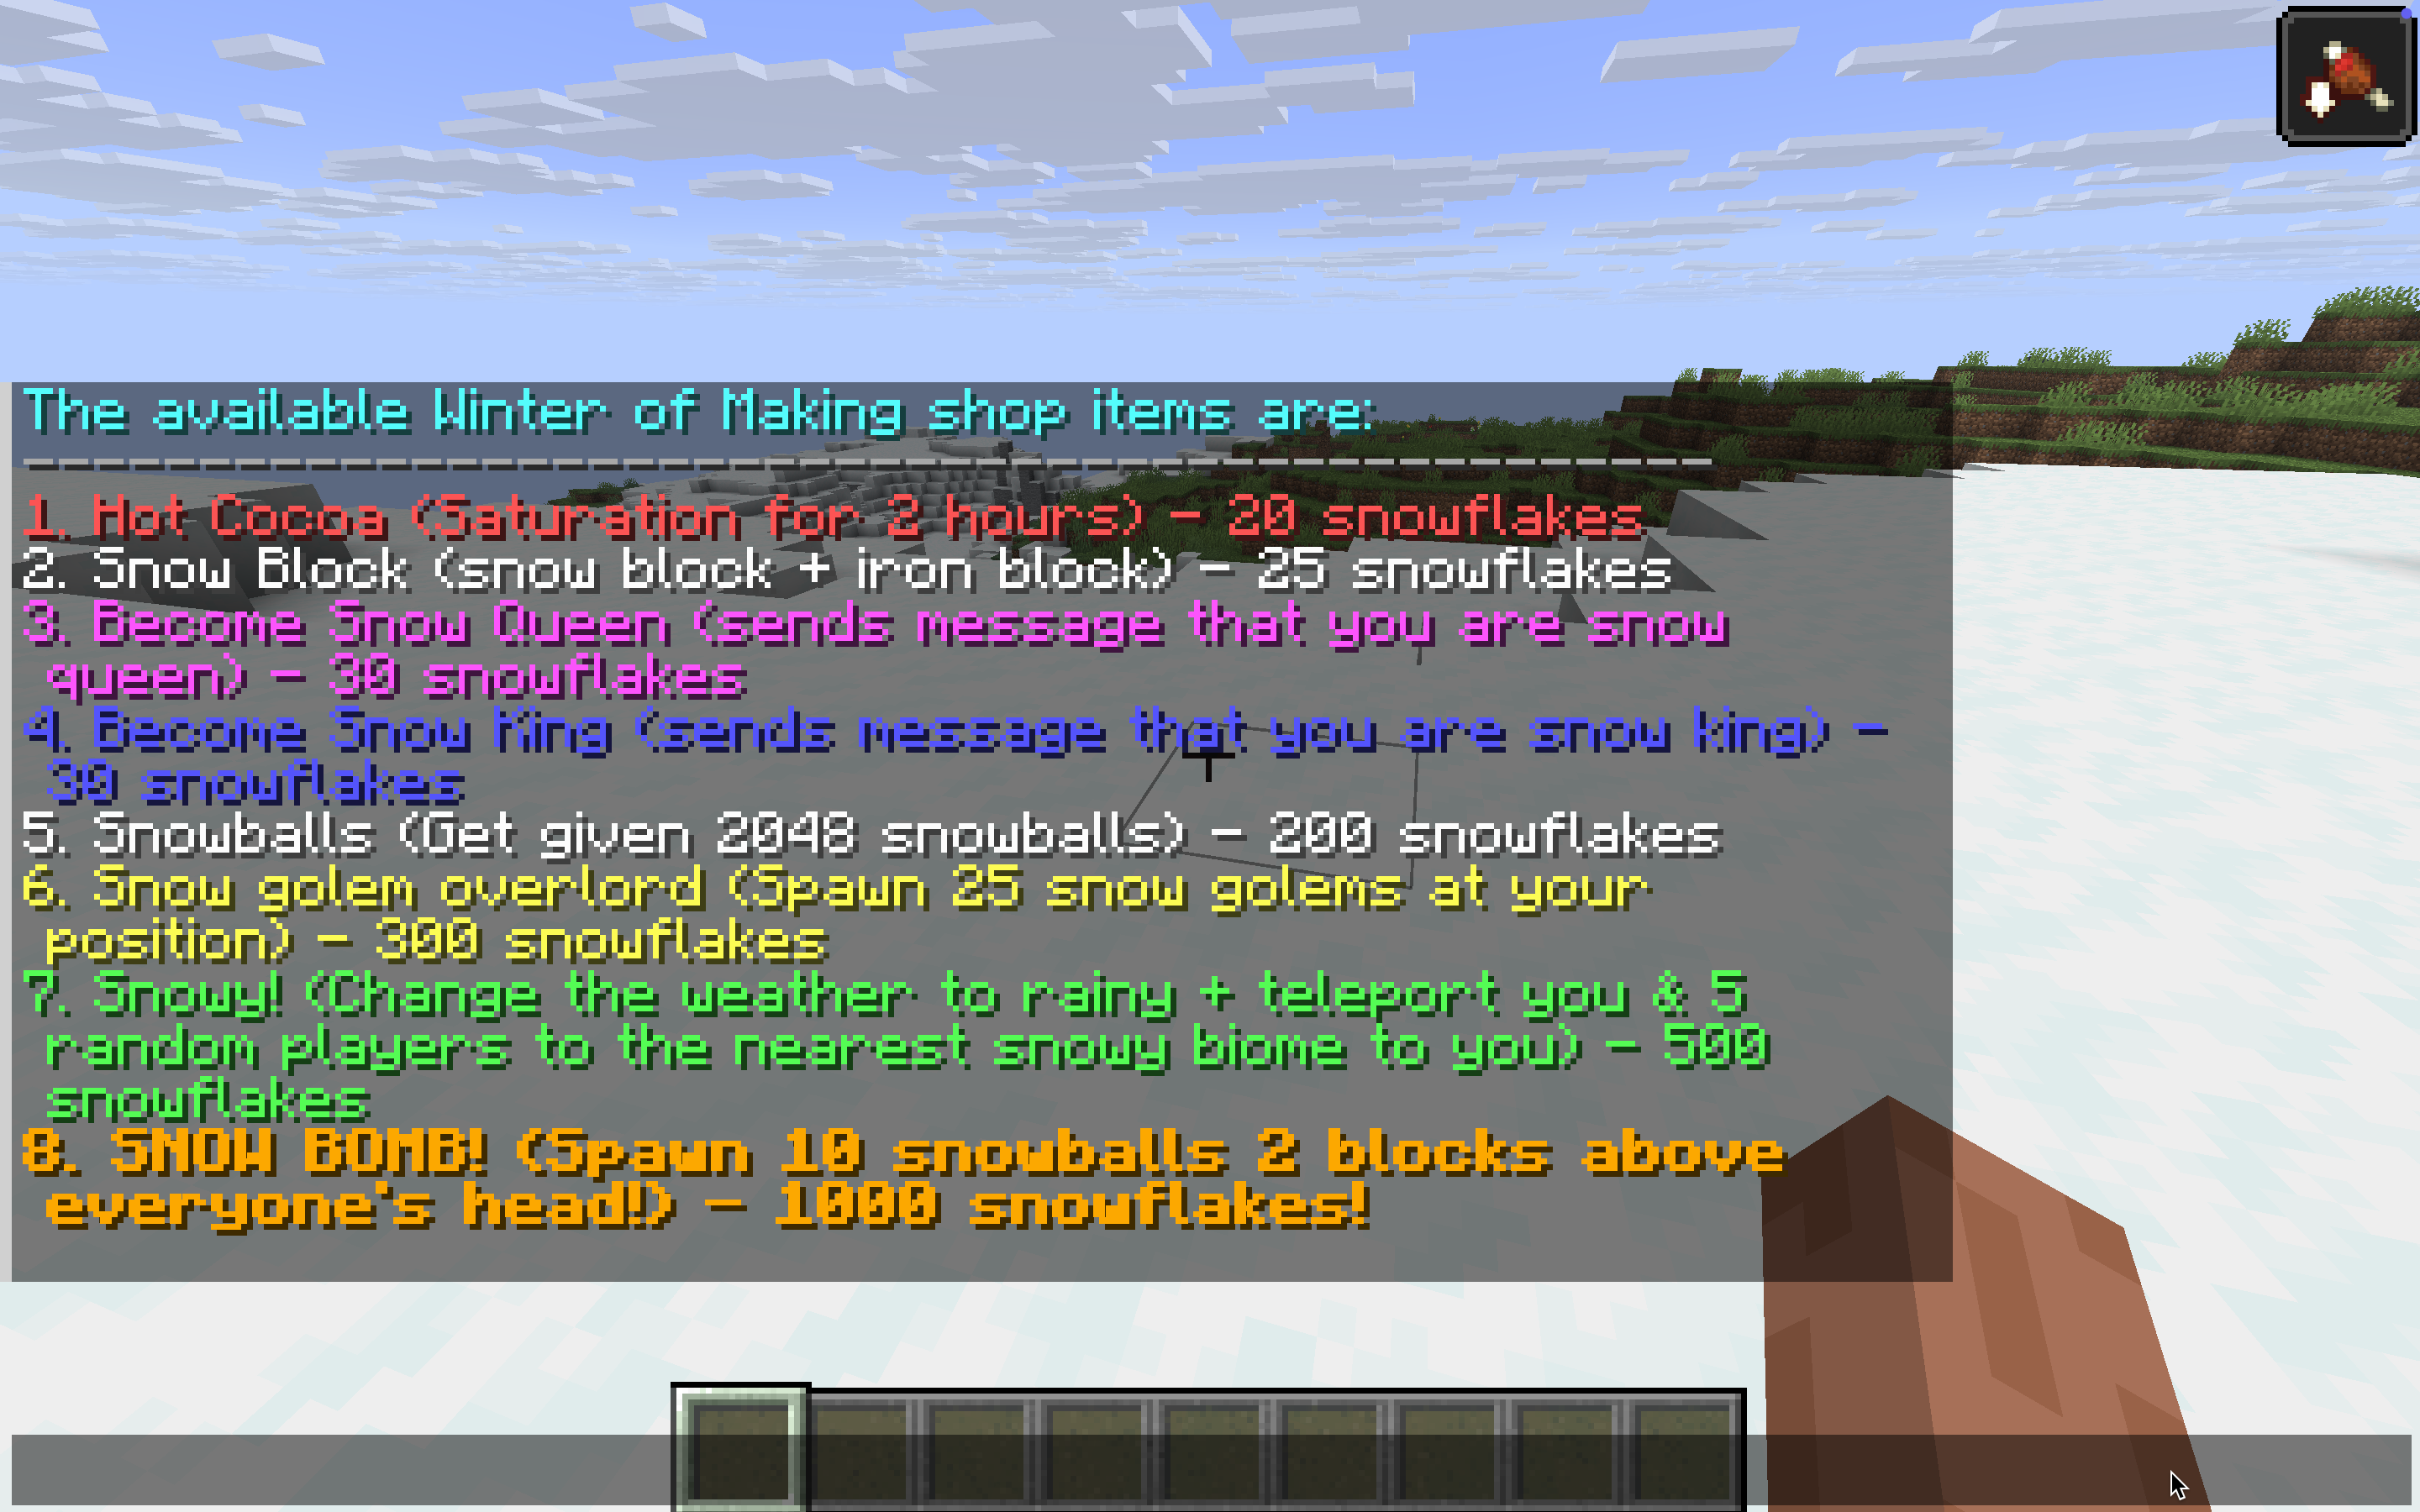 The available Winter of Making shop items are:
1. Hot Cocoa (Saturation for 2 hours) - 20 snowflakes
2. Snow Block (snow block + iron block) - 25 snowflakes
3. Become Snow Queen (sends message that you are snow
queen) - 30 snowflakes
4. Become Snow King (sends message that you are snow king) -
30 snowflakes
5. Snowballs (Get given 2048 snowballs) - 200 snowflakes
6. Snow golem overlord (Spawn 25 snow golems at your
position) - 300 snowflakes
7. Snowy! (Change the weather to rainy + teleport you & 5
random players to the nearest snowy biome to you) - 500
snowflakes
8. SNOW BOMB! (Spawn 10 snowballs 2 blocks above
everyone's head!) - 1000 snowflakes!